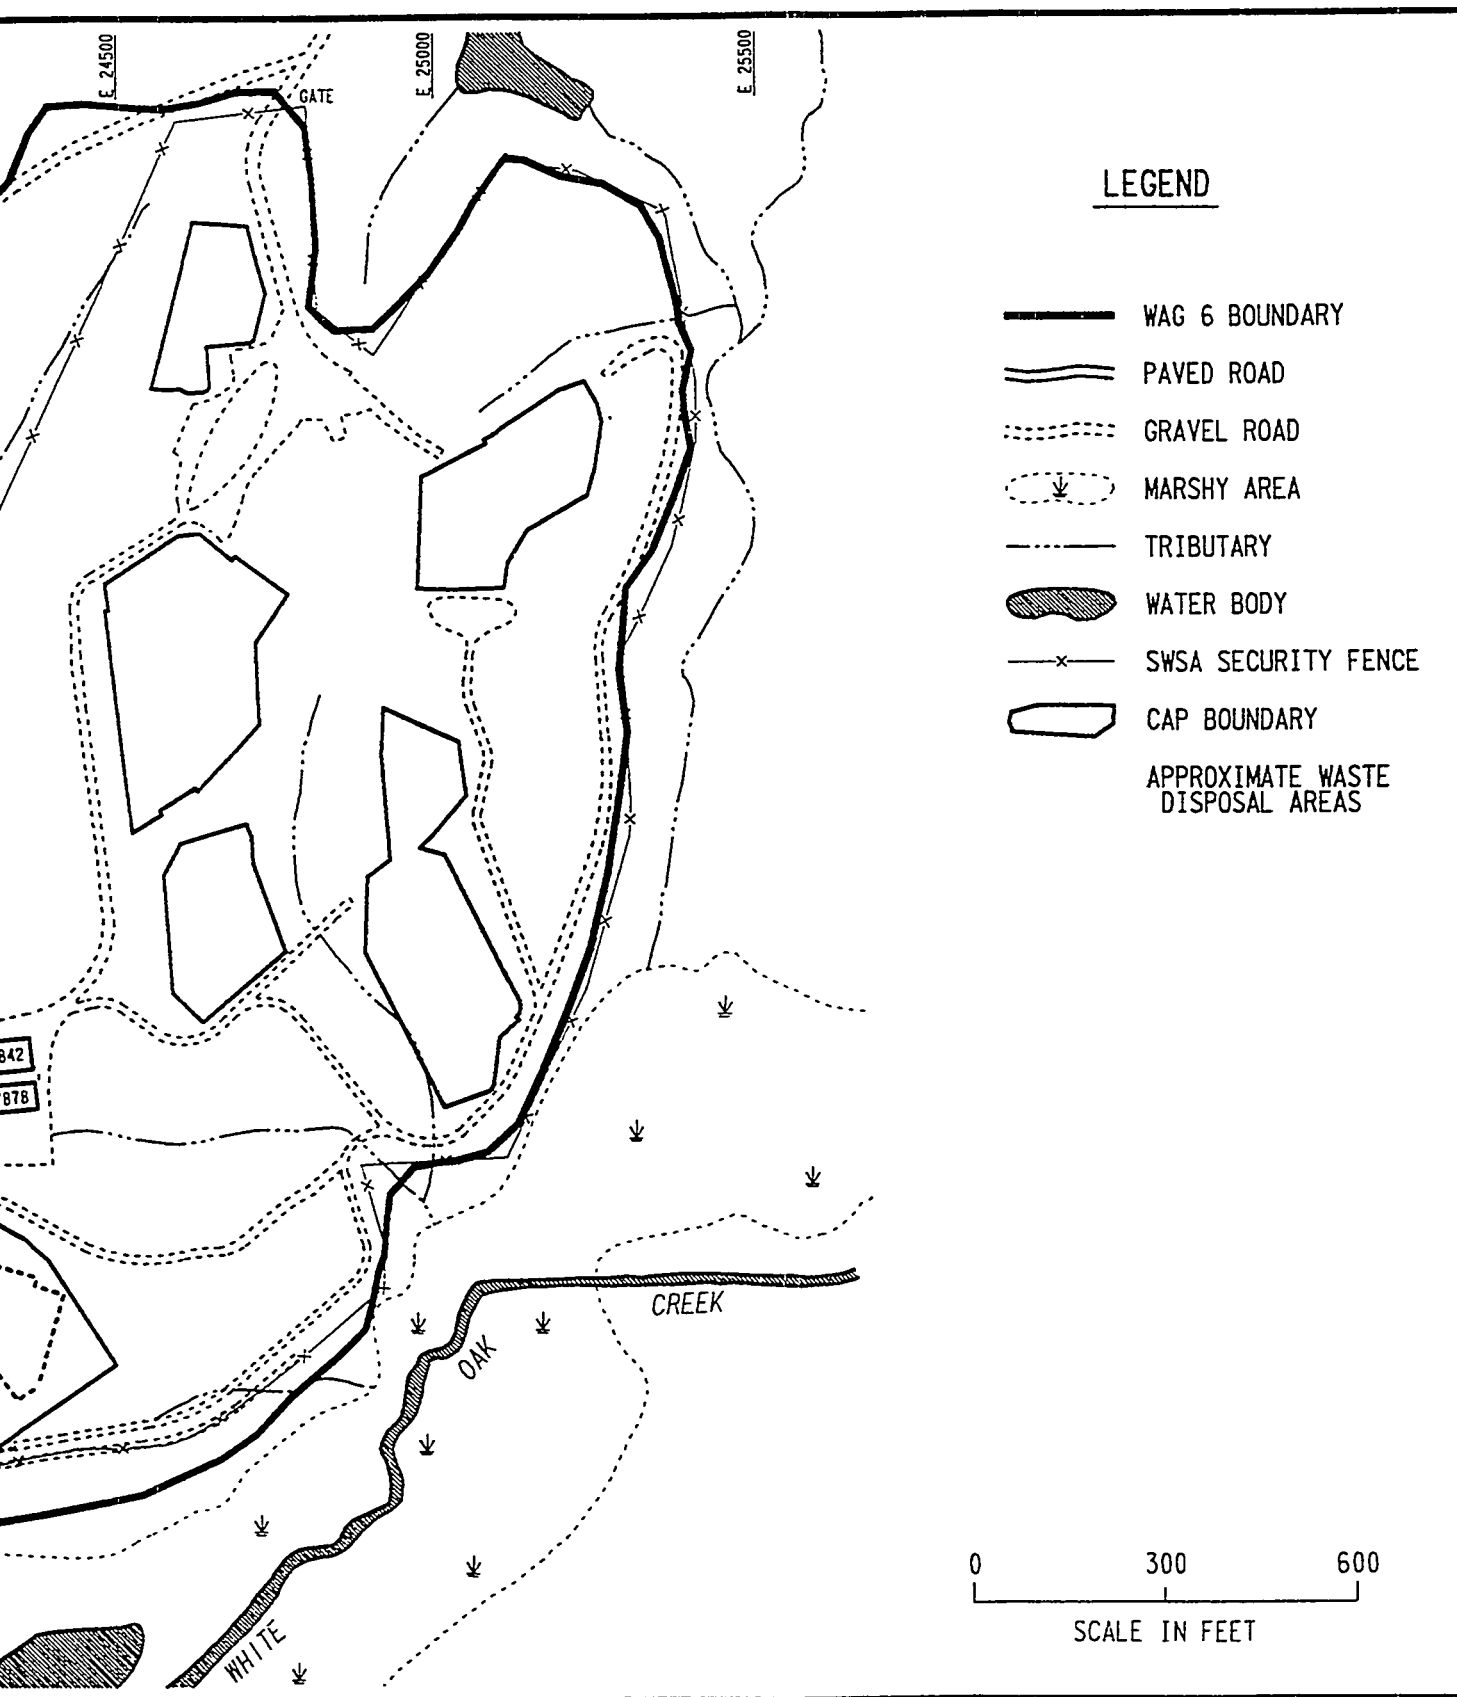 E 24500
E 25000
E 25500
GATE
LEGEND
WAG 6 BOUNDARY
PAVED ROAD
GRAVEL ROAD
MARSHY AREA
TRIBUTARY
WATER BODY
SWSA SECURITY FENCE
CAP BOUNDARY
APPROXIMATE WASTE
DISPOSAL AREAS
842
878
CREEK
OAK
WHITE
0 300 600
SCALE IN FEET